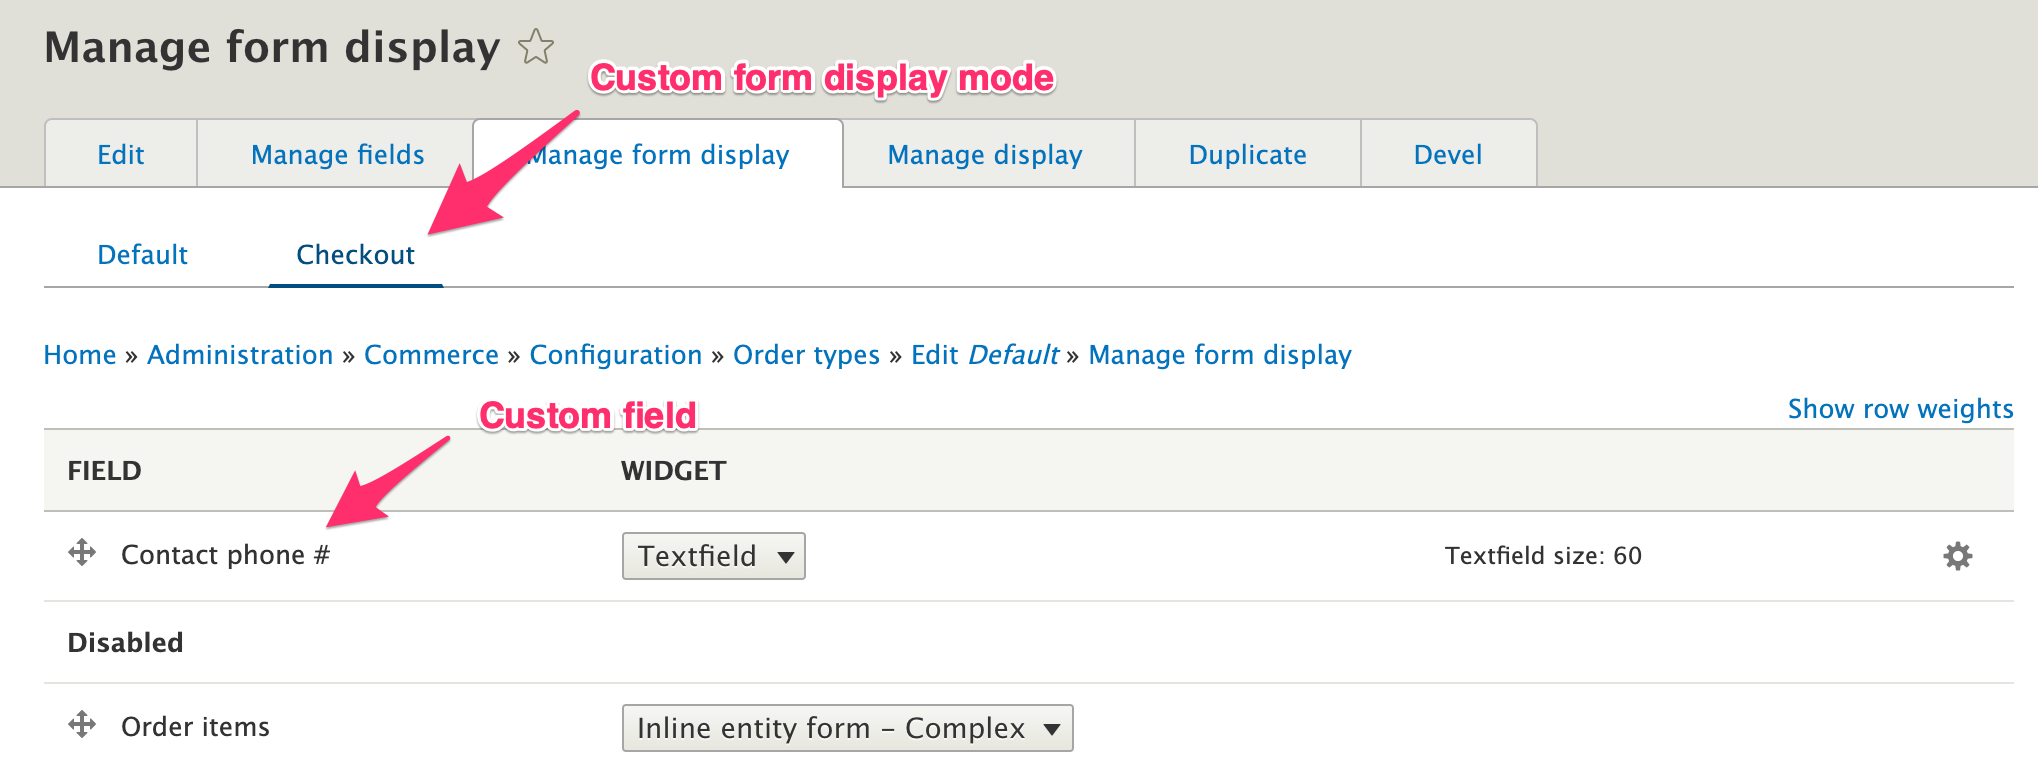 Manage form display
Custom form display mode
Edit Manage fields Manage form display Manage display Duplicate Devel
Default Checkout
Home » Administration » Commerce » Configuration » Order types » Edit Default » Manage form display
Show row weights
Custom field
FIELD WIDGET
Contact phone # Textfield Textfield size: 60
Disabled
Order items Inline entity form – Complex